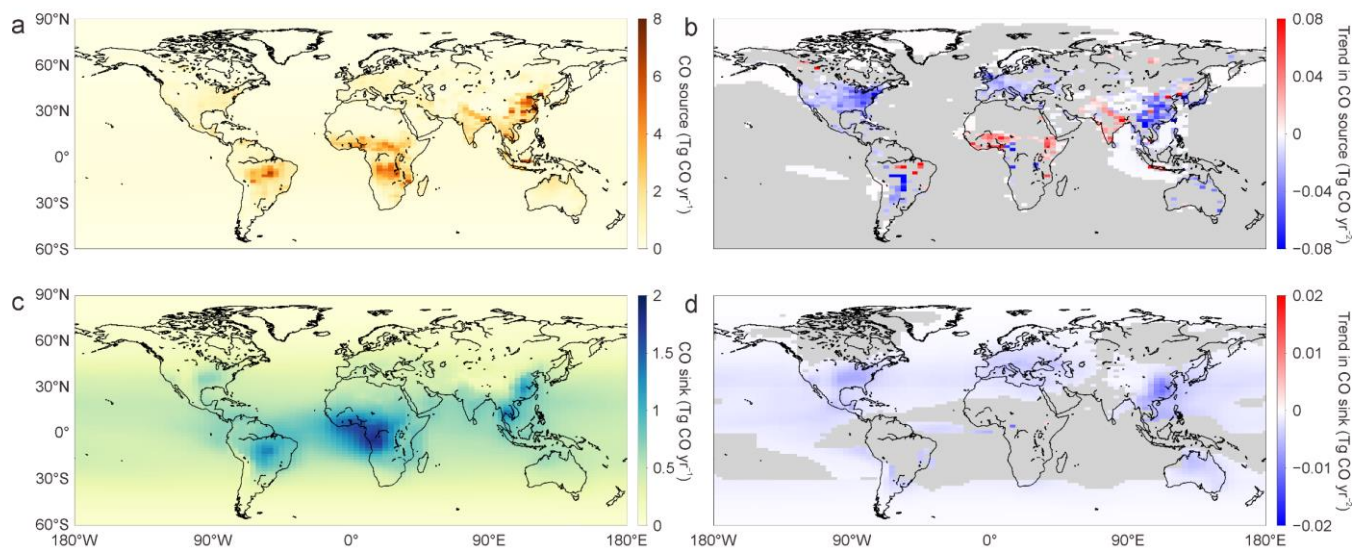 a
90°N
60°N
30°N
0°
30°S
60°S
8
6
4
2
0
CO source (Tg CO yr⁻¹)
b
0.08
0.04
0
−0.04
−0.08
Trend in CO source (Tg CO yr⁻²)
c
90°N
60°N
30°N
0°
30°S
60°S
180°W
90°W
0°
90°E
180°E
2
1.5
1
0.5
0
CO sink (Tg CO yr⁻¹)
d
180°W
90°W
0°
90°E
180°E
0.02
0.01
0
−0.01
−0.02
Trend in CO sink (Tg CO yr⁻²)